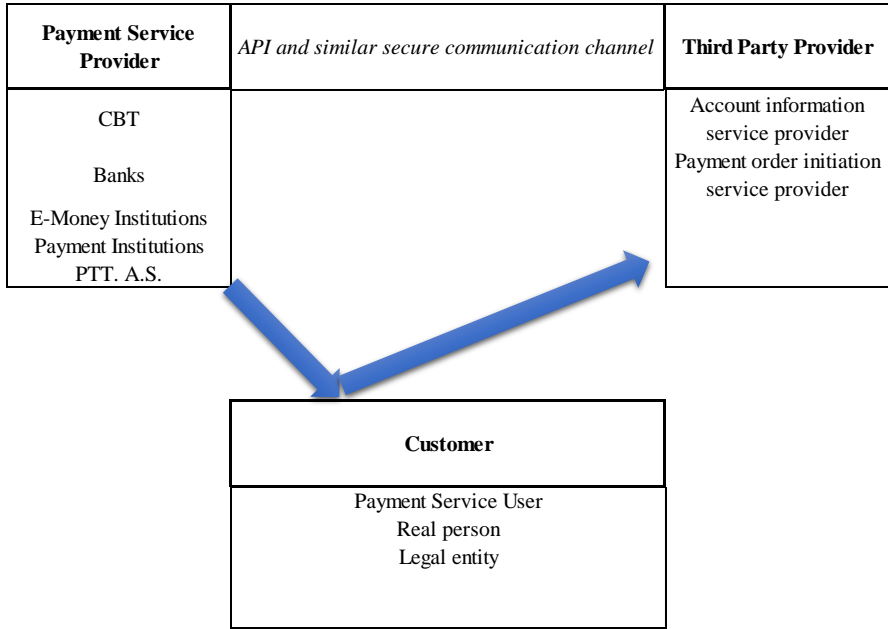 Payment Service
Provider
API and similar secure communication channel
Third Party Provider
CBT
Banks
E-Money Institutions
Payment Institutions
PTT. A.S.
Account information
service provider
Payment order initiation
service provider
Customer
Payment Service User
Real person
Legal entity